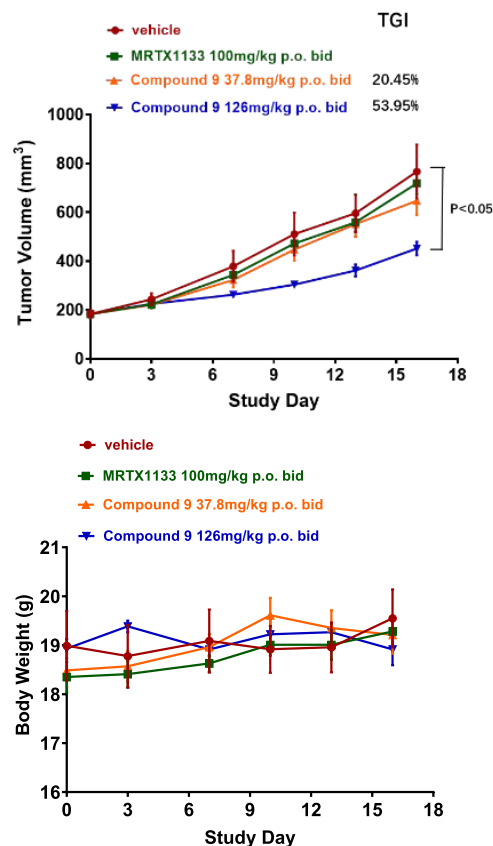 TGI
vehicle
MRTX1133 100mg/kg p.o. bid
Compound 9 37.8mg/kg p.o. bid 20.45%
Compound 9 126mg/kg p.o. bid 53.95%
1000
800
600
400
200
0
Tumor Volume (mm³)
P<0.05
0 3 6 9 12 15 18
Study Day
vehicle
MRTX1133 100mg/kg p.o. bid
Compound 9 37.8mg/kg p.o. bid
Compound 9 126mg/kg p.o. bid
21
20
19
18
17
16
Body Weight (g)
0 3 6 9 12 15 18
Study Day